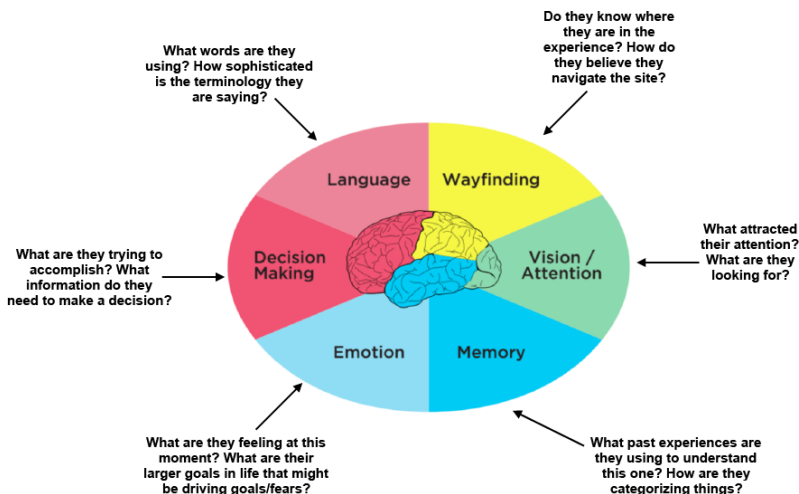 Do they know where
they are in the
experience? How do
they believe they
navigate the site?
What words are they
using? How sophisticated
is the terminology they
are saying?
Language
Wayfinding
Decision
Making
Vision /
Attention
What are they trying to
accomplish? What
information do they
need to make a decision?
What attracted
their attention?
What are they
looking for?
Emotion
Memory
What are they feeling at this
moment? What are their
larger goals in life that might
be driving goals/fears?
What past experiences are
they using to understand
this one? How are they
categorizing things?